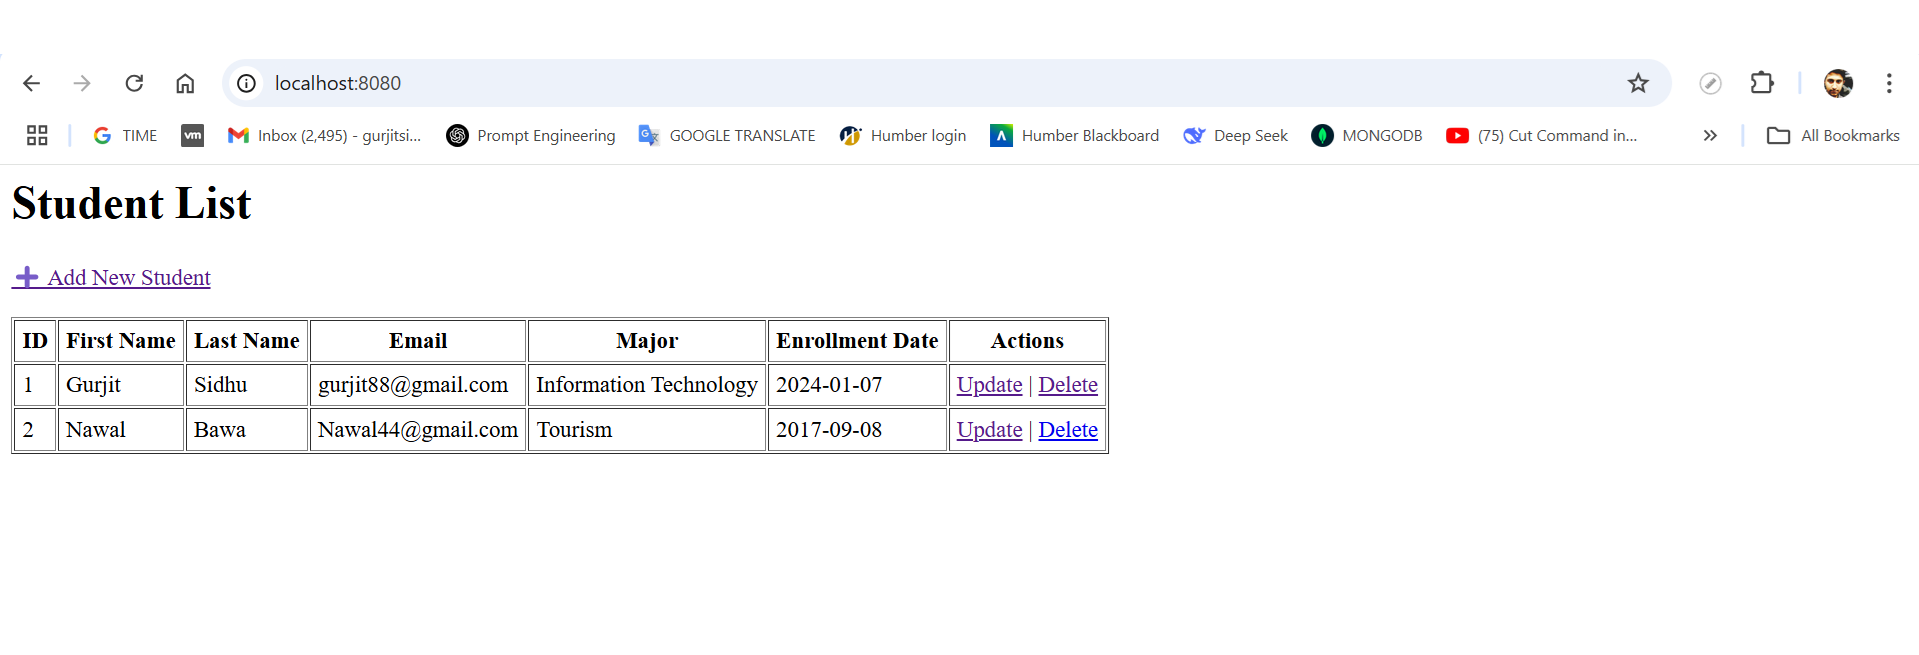 localhost:8080
TIME vm Inbox (2,495) - gurjitsi... Prompt Engineering GOOGLE TRANSLATE Humber login Humber Blackboard Deep Seek MONGODB (75) Cut Command in... » All Bookmarks
Student List
➕ Add New Student
ID First Name Last Name Email Major Enrollment Date Actions
1 Gurjit Sidhu gurjit88@gmail.com Information Technology 2024-01-07 Update | Delete
2 Nawal Bawa Nawal44@gmail.com Tourism 2017-09-08 Update | Delete